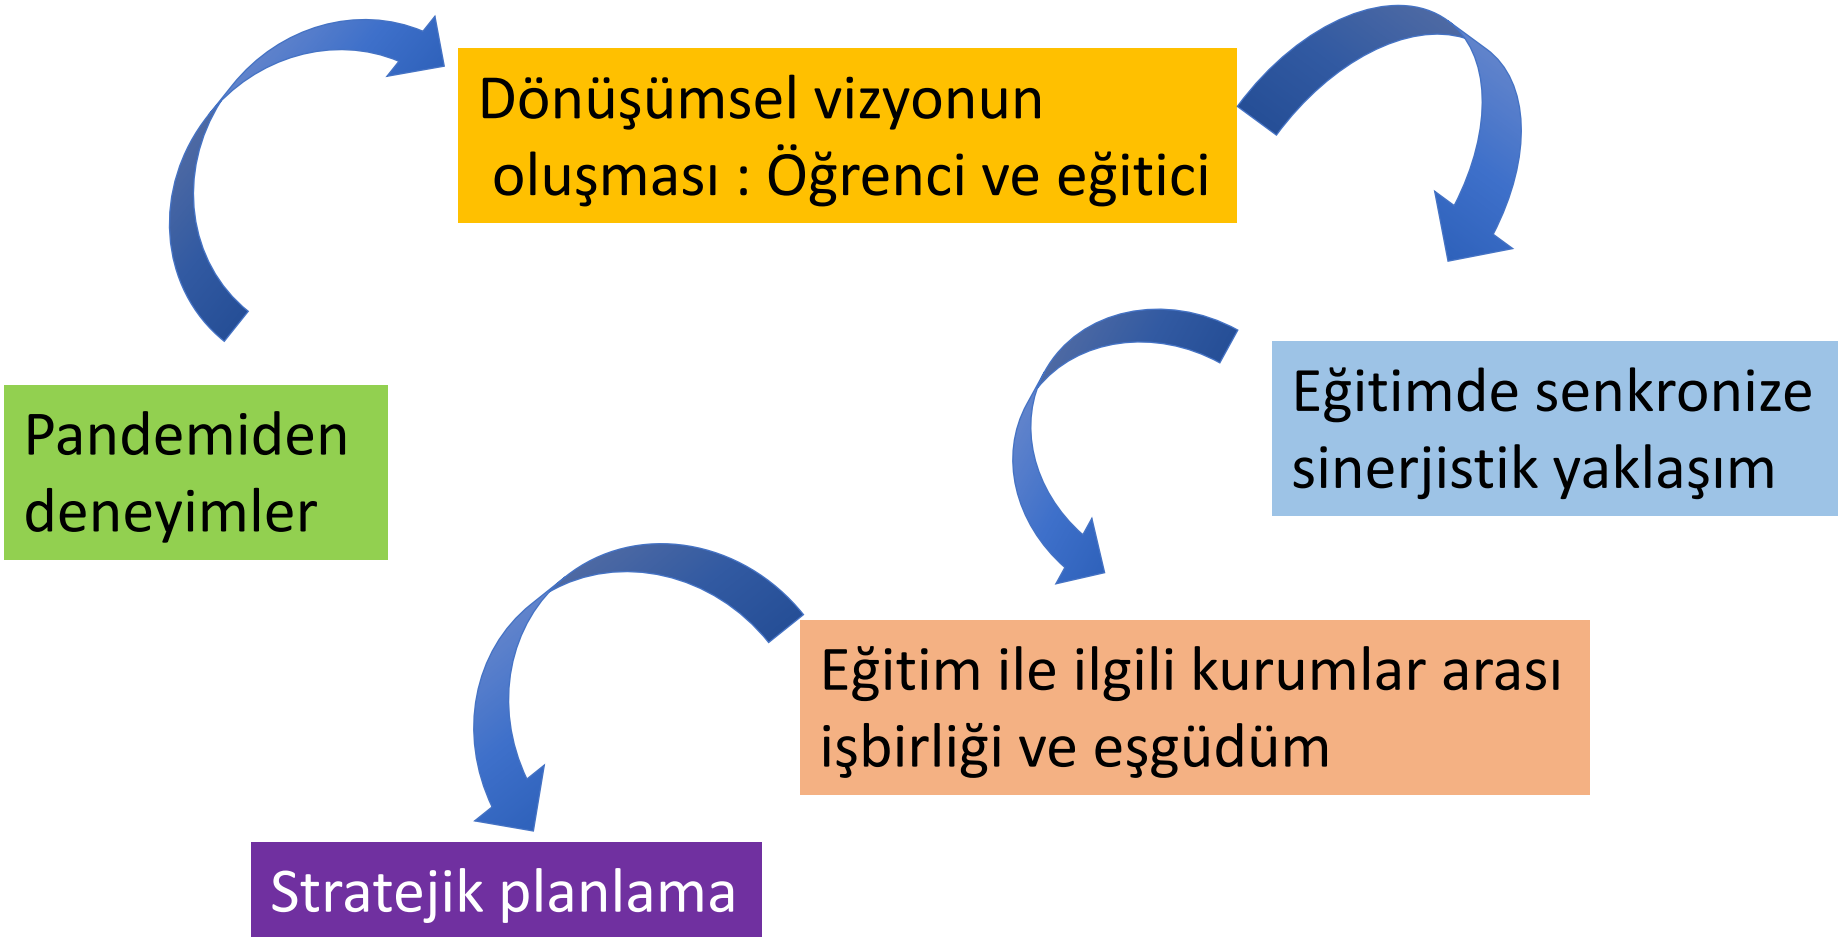 Dönüşümsel vizyonun
oluşması : Öğrenci ve eğitici
Pandemiden
deneyimler
Eğitimde senkronize
sinerjistik yaklaşım
Eğitim ile ilgili kurumlar arası
işbirliği ve eşgüdüm
Stratejik planlama